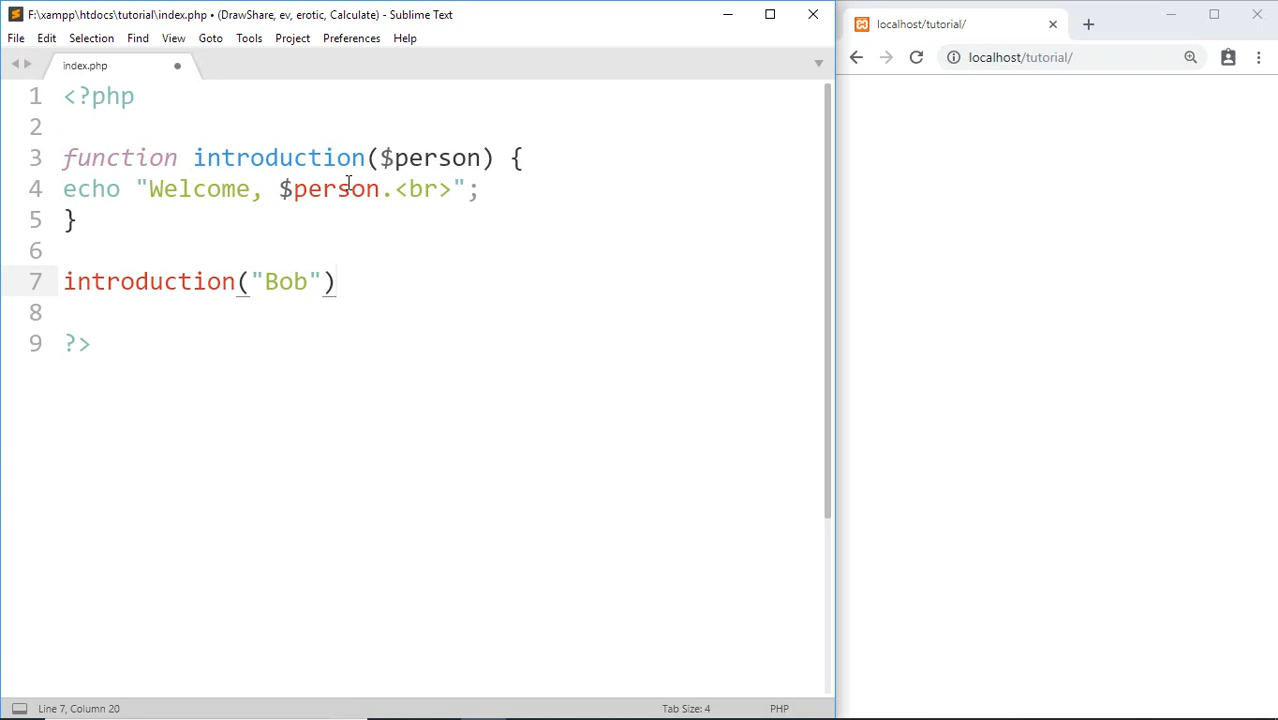 F:\xampp\htdocs\tutorial\index.php • (DrawShare, ev, erotic, Calculate) - Sublime Text
File Edit Selection Find View Goto Tools Project Preferences Help
index.php
1 <?php
2
3 function introduction($person) {
4 echo "Welcome, $person.<br>";
5 }
6
7 introduction("Bob")
8
9 ?>
Line 7, Column 20
Tab Size: 4
PHP
localhost/tutorial/
localhost/tutorial/